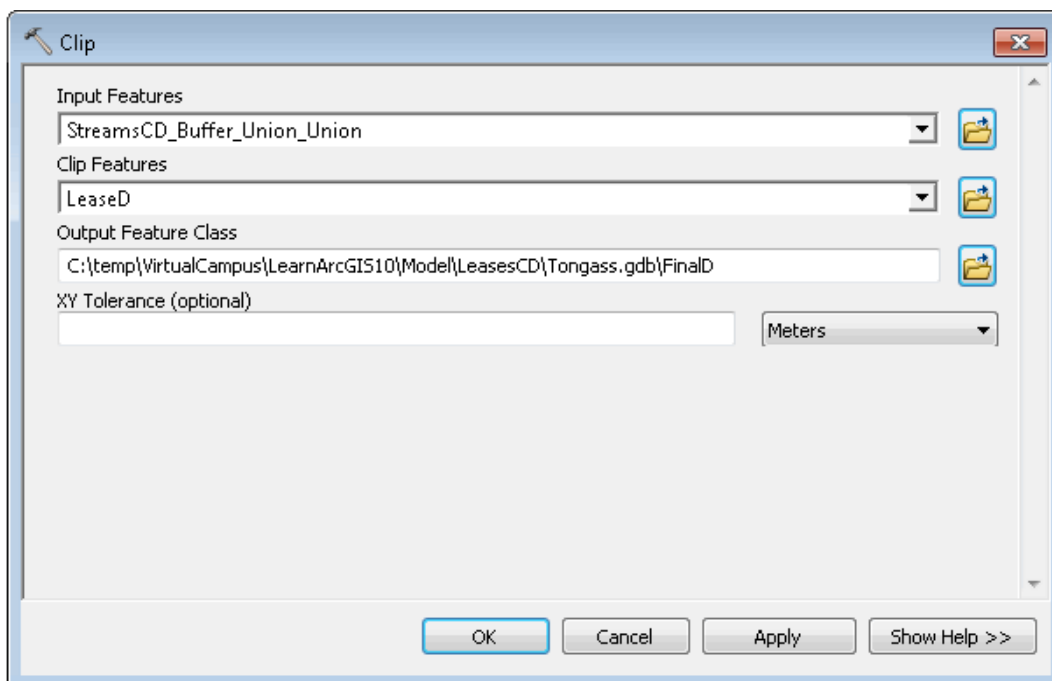 Clip
Input Features
StreamsCD_Buffer_Union_Union
Clip Features
LeaseD
Output Feature Class
C:\temp\VirtualCampus\LearnArcGIS10\Model\LeasesCD\Tongass.gdb\FinalD
XY Tolerance (optional)
Meters
OK Cancel Apply Show Help >>